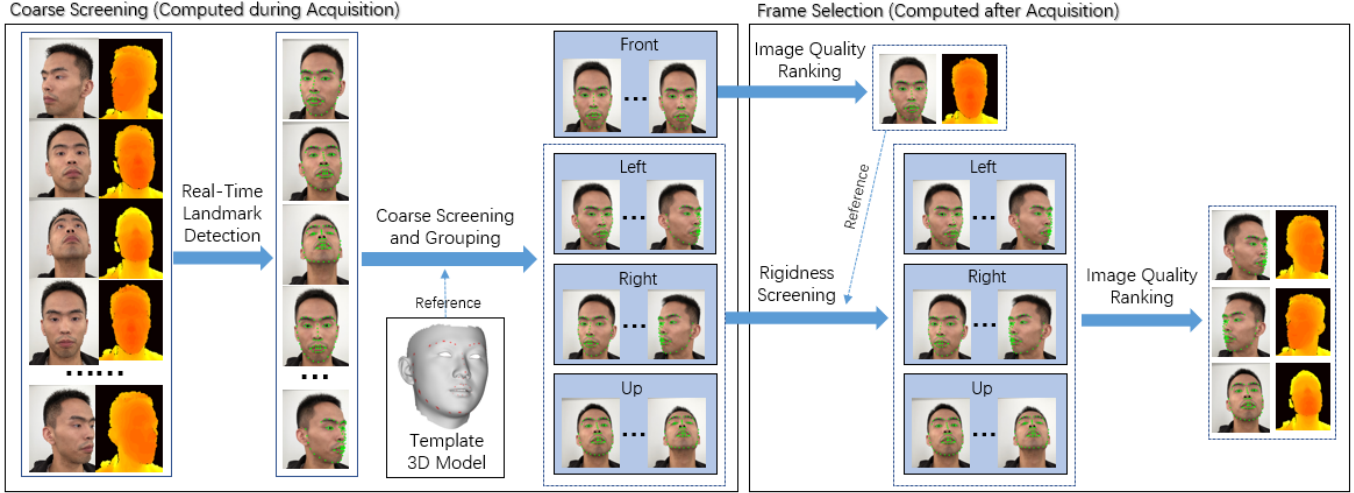 Coarse Screening (Computed during Acquisition)
Frame Selection (Computed after Acquisition)
Real-Time
Landmark
Detection
Coarse Screening
and Grouping
Reference
Template
3D Model
Front
Left
Right
Up
Image Quality
Ranking
Reference
Rigidness
Screening
Left
Right
Up
Image Quality
Ranking